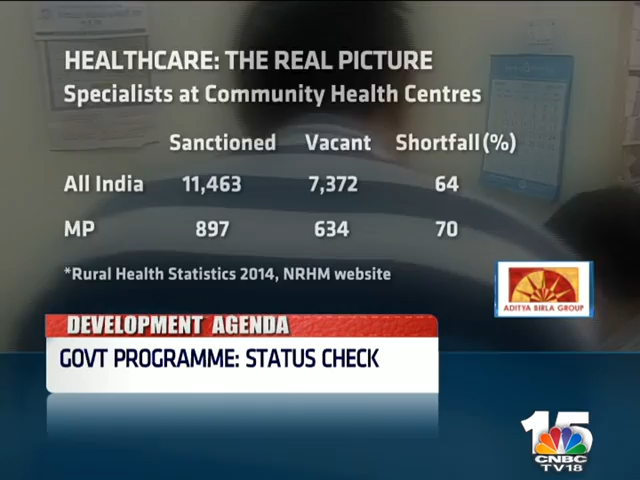 HEALTHCARE: THE REAL PICTURE
Specialists at Community Health Centres
Sanctioned Vacant Shortfall (%)
All India 11,463 7,372 64
MP 897 634 70
*Rural Health Statistics 2014, NRHM website
ADITYA BIRLA GROUP
DEVELOPMENT AGENDA
GOVT PROGRAMME: STATUS CHECK
15
CNBC
TV18